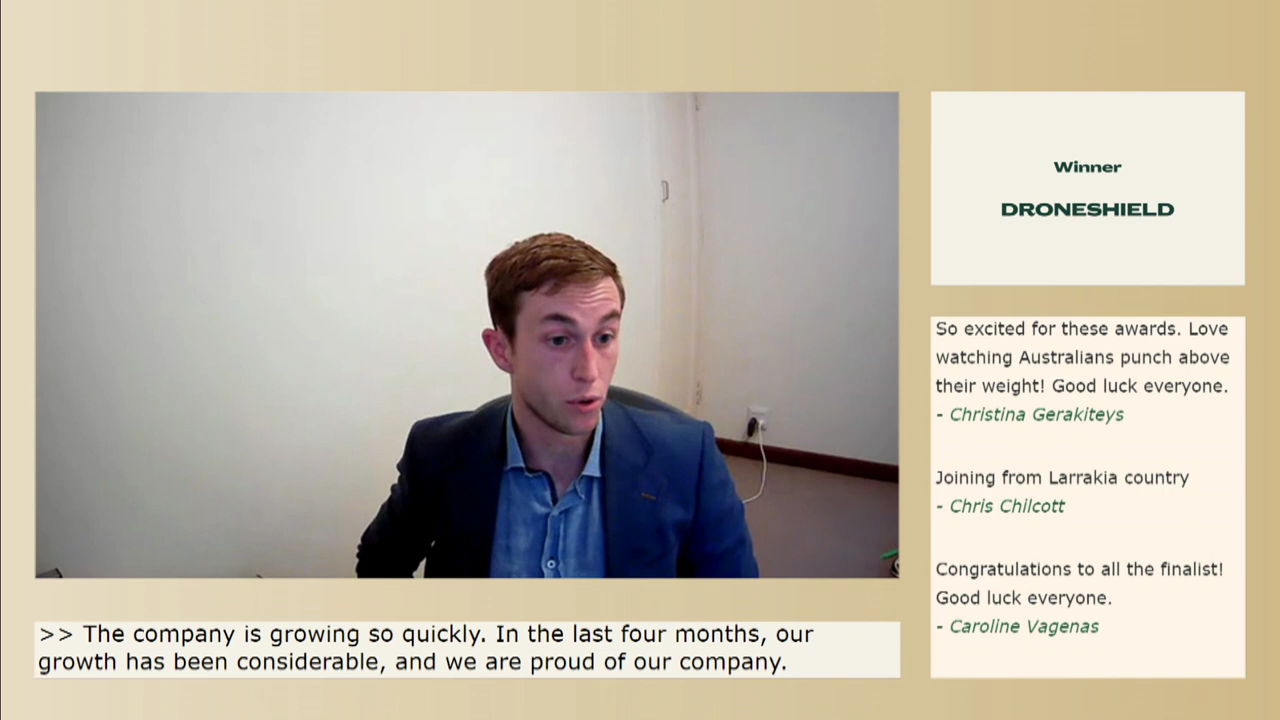 Winner
DRONESHIELD
So excited for these awards. Love
watching Australians punch above
their weight! Good luck everyone.
- Christina Gerakiteys
Joining from Larrakia country
- Chris Chilcott
Congratulations to all the finalist!
Good luck everyone.
- Caroline Vagenas
>> The company is growing so quickly. In the last four months, our
growth has been considerable, and we are proud of our company.